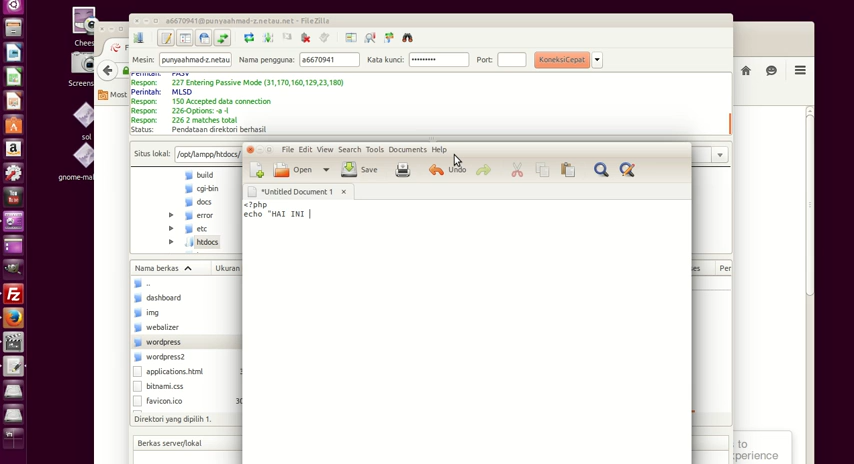 a6670941@punyaahmad-z.netau.net - FileZilla
Chees
Screens
sol
gnome-mal
Most
Mesin: punyaahmad-z.netau Nama pengguna: a6670941 Kata kunci: ••••••••• Port: KoneksiCepat
Perintah: PASV
Respon: 227 Entering Passive Mode (31,170,160,129,23,180)
Perintah: MLSD
Respon: 150 Accepted data connection
Respon: 226-Options: -a -l
Respon: 226 2 matches total
Status: Pendataan direktori berhasil
Situs lokal: /opt/lampp/htdocs/
build
cgi-bin
docs
error
etc
htdocs
File Edit View Search Tools Documents Help
Open Save Undo
*Untitled Document 1
<?php
echo "HAI INI
Nama berkas Ukuran
..
dashboard
img
webalizer
wordpress
wordpress2
applications.html
bitnami.css
favicon.ico
Direktori yang dipilih 1.
Berkas server/lokal
ses Per
to
xperience